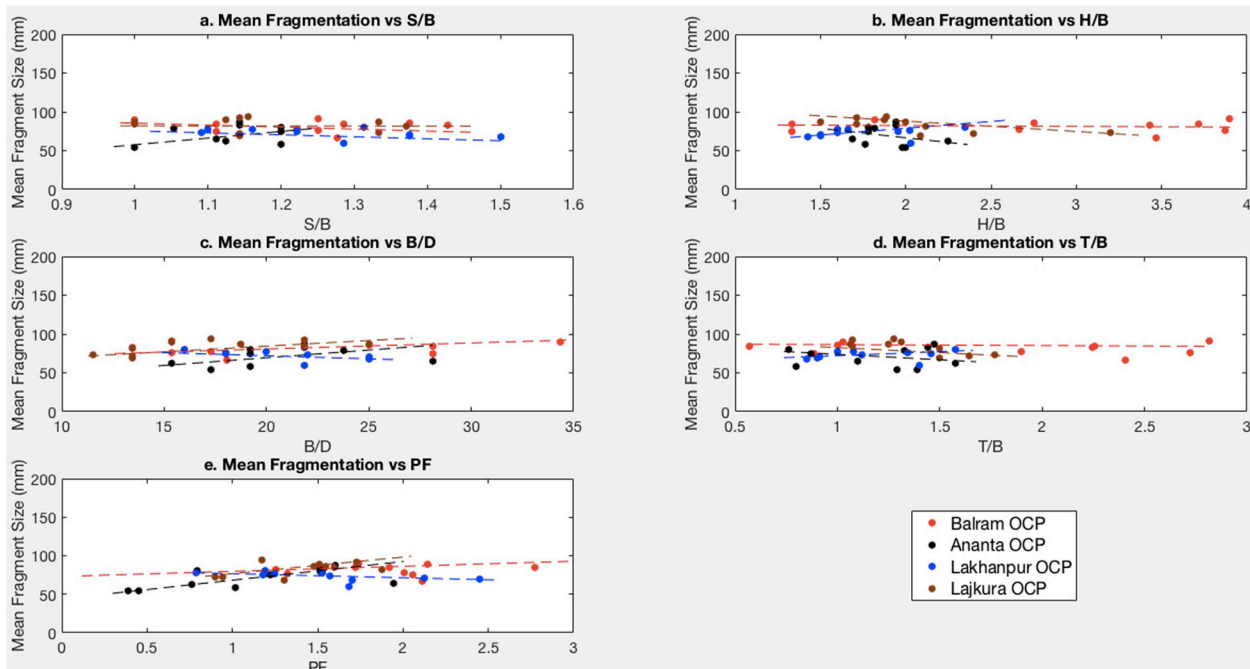 a. Mean Fragmentation vs S/B
Mean Fragment Size (mm)
200
150
100
50
0
0.9 1 1.1 1.2 1.3 1.4 1.5 1.6
S/B
b. Mean Fragmentation vs H/B
Mean Fragment Size (mm)
200
150
100
50
0
1 1.5 2 2.5 3 3.5 4
H/B
c. Mean Fragmentation vs B/D
Mean Fragment Size (mm)
200
150
100
50
0
10 15 20 25 30 35
B/D
d. Mean Fragmentation vs T/B
Mean Fragment Size (mm)
200
150
100
50
0
0.5 1 1.5 2 2.5 3
T/B
e. Mean Fragmentation vs PF
Mean Fragment Size (mm)
200
150
100
50
0
0 0.5 1 1.5 2 2.5 3
PF
Balram OCP
Ananta OCP
Lakhanpur OCP
Lajkura OCP